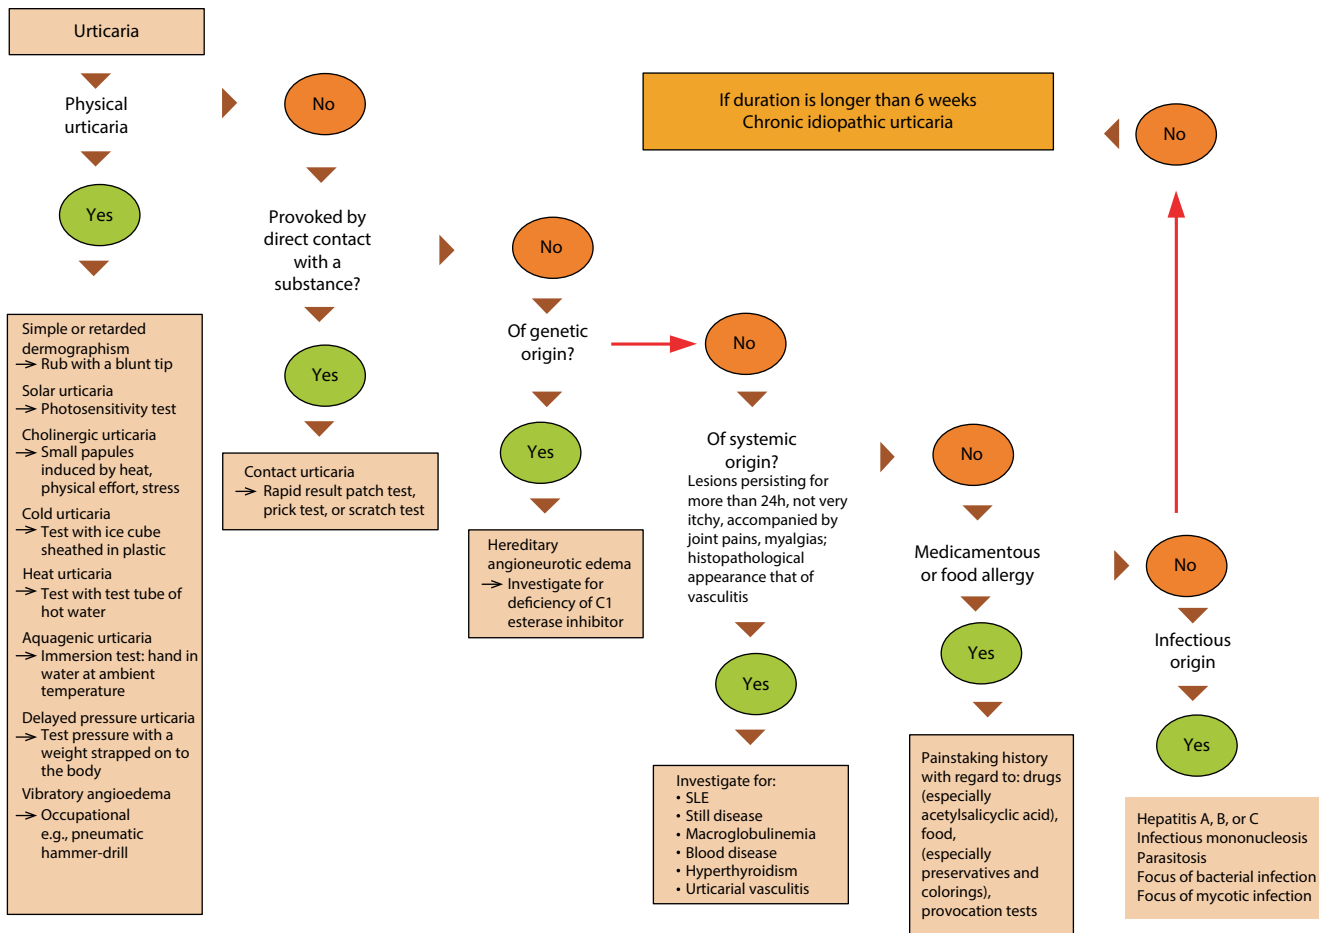 Urticaria
Physical
urticaria
Yes
Simple or retarded
dermographism
→ Rub with a blunt tip
Solar urticaria
→ Photosensitivity test
Cholinergic urticaria
→ Small papules
induced by heat,
physical effort, stress
Cold urticaria
→ Test with ice cube
sheathed in plastic
Heat urticaria
→ Test with test tube of
hot water
Aquagenic urticaria
→ Immersion test: hand in
water at ambient
temperature
Delayed pressure urticaria
→ Test pressure with a
weight strapped on to
the body
Vibratory angioedema
→ Occupational
e.g., pneumatic
hammer-drill
No
Provoked by
direct contact
with a
substance?
Yes
Contact urticaria
→ Rapid result patch test,
prick test, or scratch test
No
Of genetic
origin?
Yes
Hereditary
angioneurotic edema
→ Investigate for
deficiency of C1
esterase inhibitor
No
Of systemic
origin?
Lesions persisting for
more than 24h, not very
itchy, accompanied by
joint pains, myalgias;
histopathological
appearance that of
vasculitis
Yes
Investigate for:
• SLE
• Still disease
• Macroglobulinemia
• Blood disease
• Hyperthyroidism
• Urticarial vasculitis
No
Medicamentous
or food allergy
Yes
Painstaking history
with regard to: drugs
(especially
acetylsalicyclic acid),
food,
(especially
preservatives and
colorings),
provocation tests
No
Infectious
origin
Yes
Hepatitis A, B, or C
Infectious mononucleosis
Parasitosis
Focus of bacterial infection
Focus of mycotic infection
No
If duration is longer than 6 weeks
Chronic idiopathic urticaria